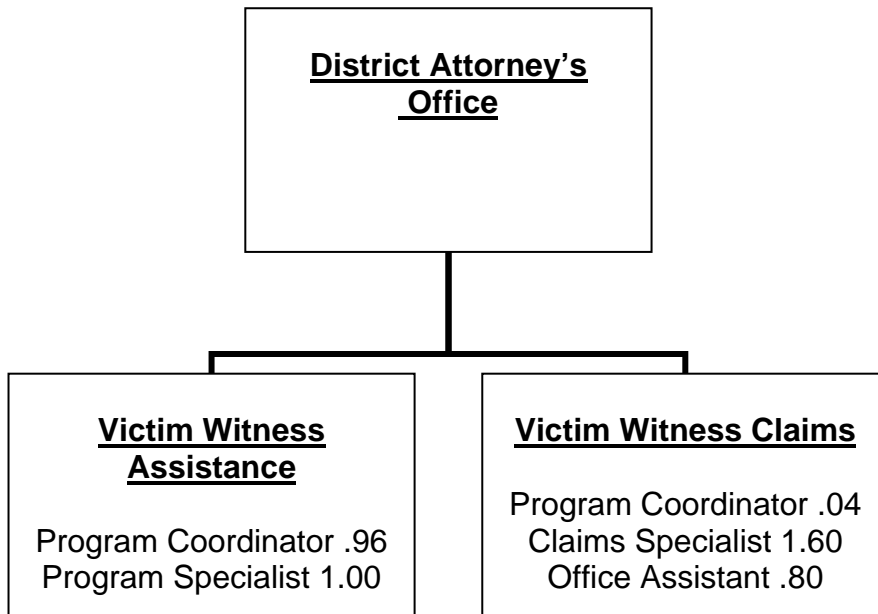 District Attorney’s
Office
Victim Witness
Assistance
Program Coordinator .96
Program Specialist 1.00
Victim Witness Claims
Program Coordinator .04
Claims Specialist 1.60
Office Assistant .80